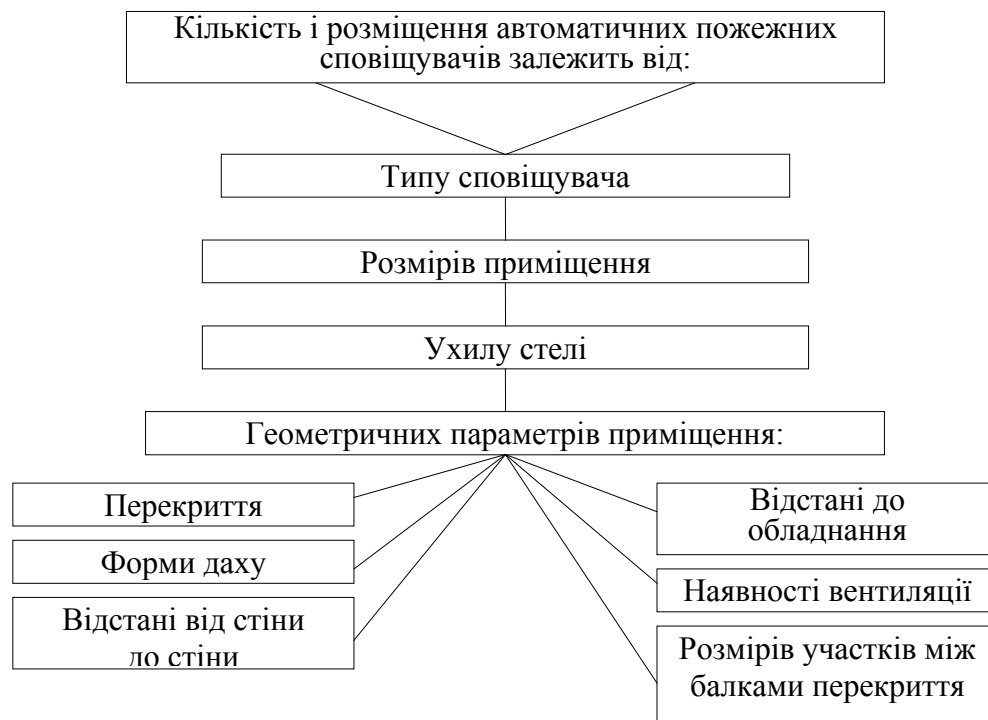 Кількість і розміщення автоматичних пожежних
сповіщувачів залежить від:
Типу сповіщувача
Розмірів приміщення
Ухилу стелі
Геометричних параметрів приміщення:
Перекриття
Форми даху
Відстані від стіни
до стіни
Відстані до
обладнання
Наявності вентиляції
Розмірів участків між
балками перекриття